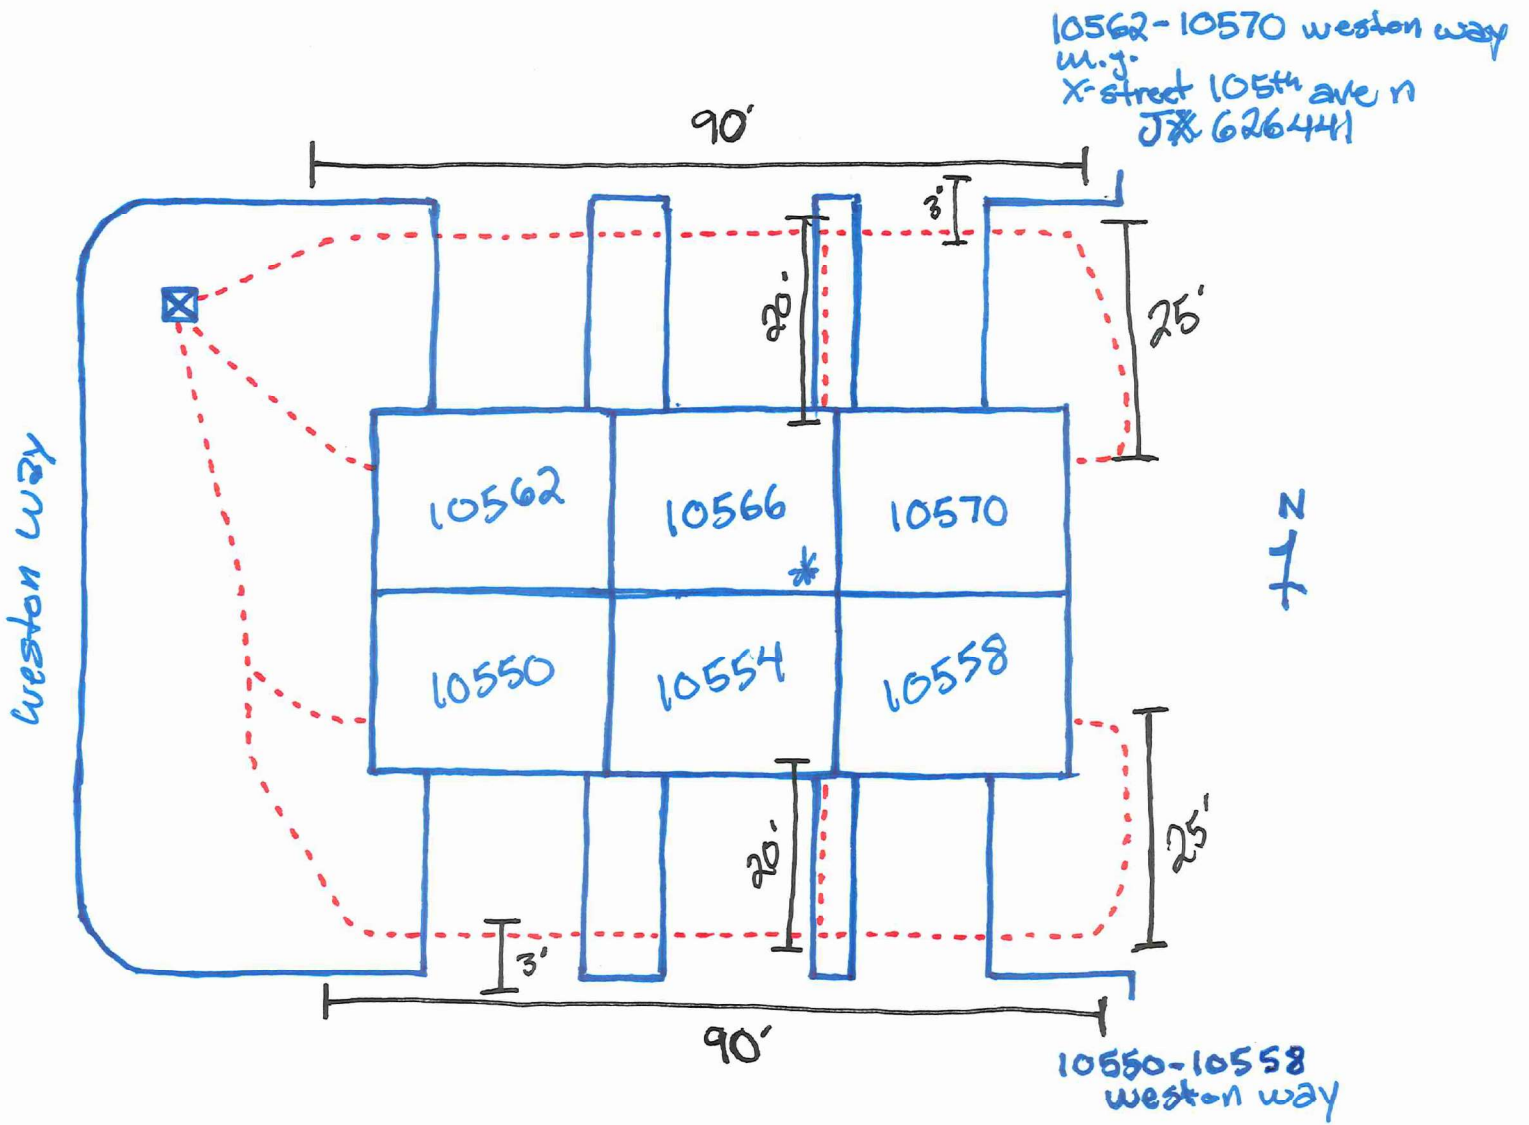 10562-10570 weston way
m.g.
X-street 105th ave n
J# 626441
90'
3'
20'
25'
weston way
10562
10566
10570
N
*
10550
10554
10558
20'
25'
3'
90'
10550-10558
weston way